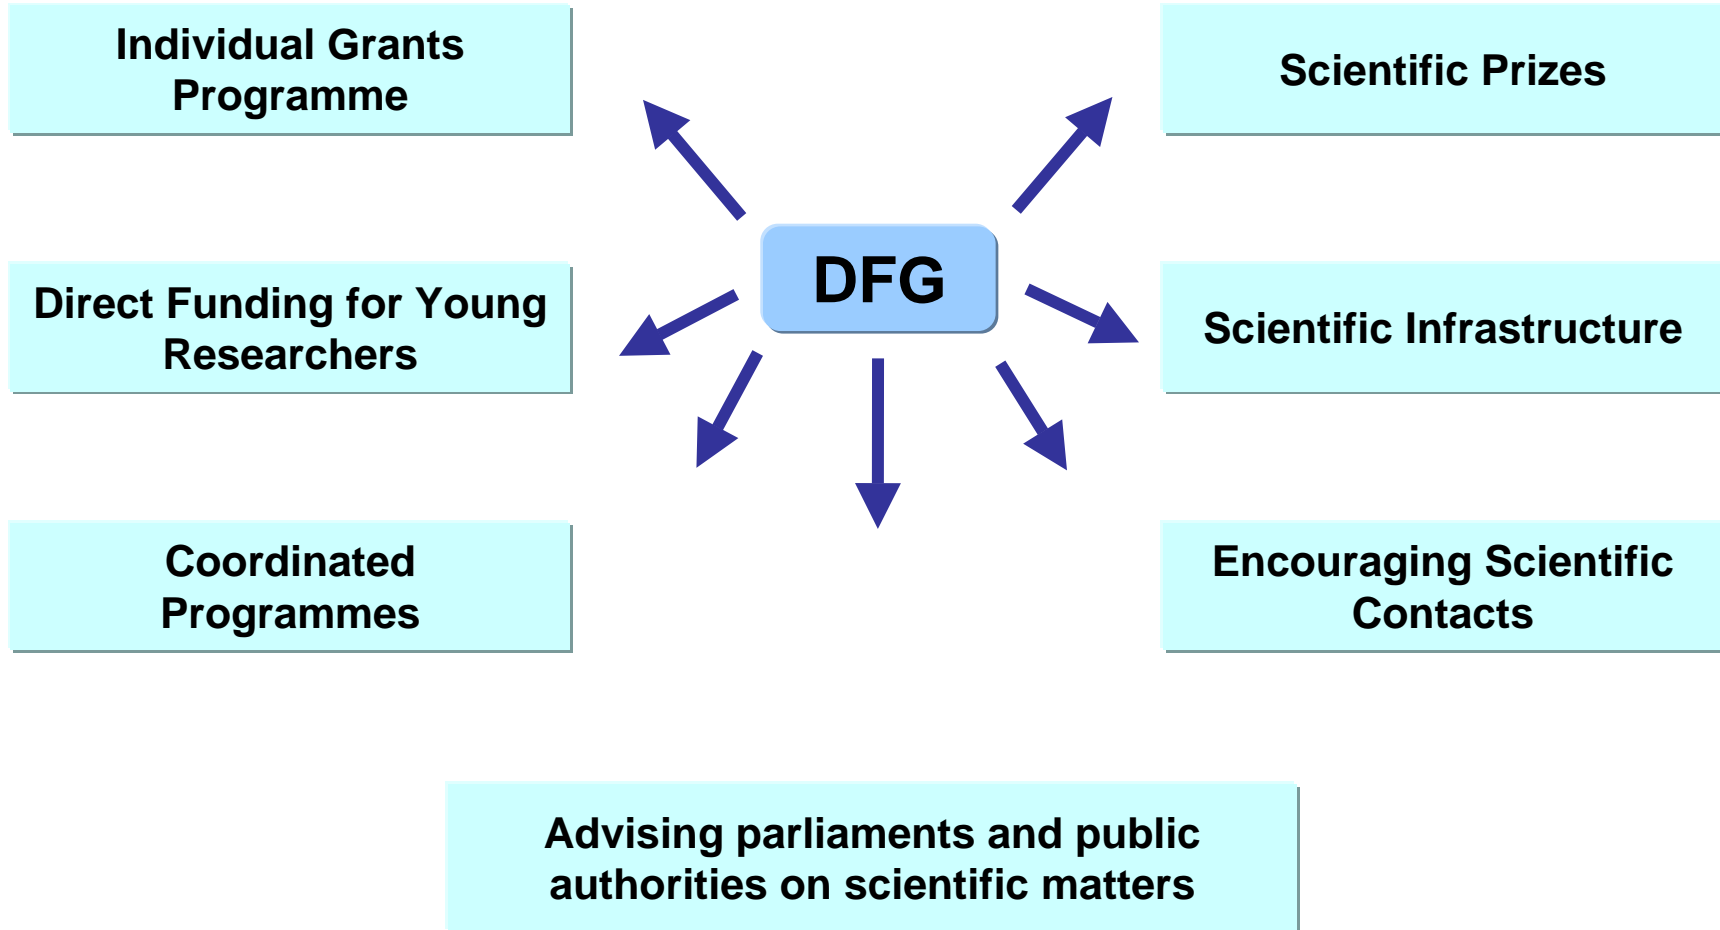 Individual Grants
Programme
Scientific Prizes
DFG
Direct Funding for Young
Researchers
Scientific Infrastructure
Coordinated
Programmes
Encouraging Scientific
Contacts
Advising parliaments and public
authorities on scientific matters